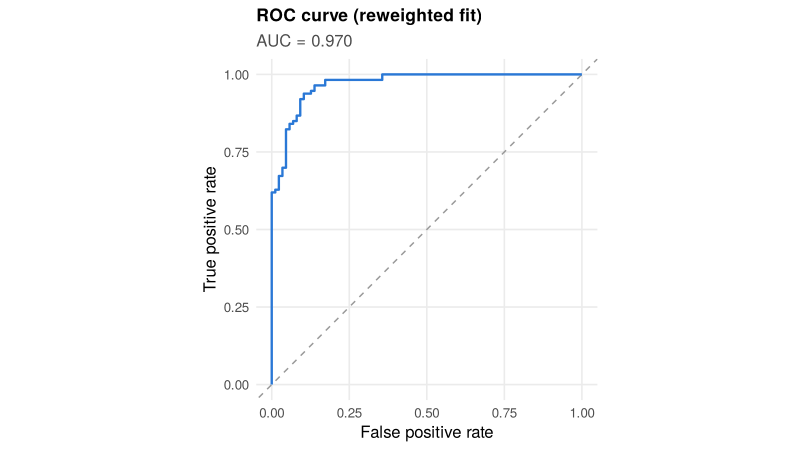 ROC curve (reweighted fit)
AUC = 0.970
1.00
0.75
0.50
0.25
0.00
True positive rate
0.00 0.25 0.50 0.75 1.00
False positive rate